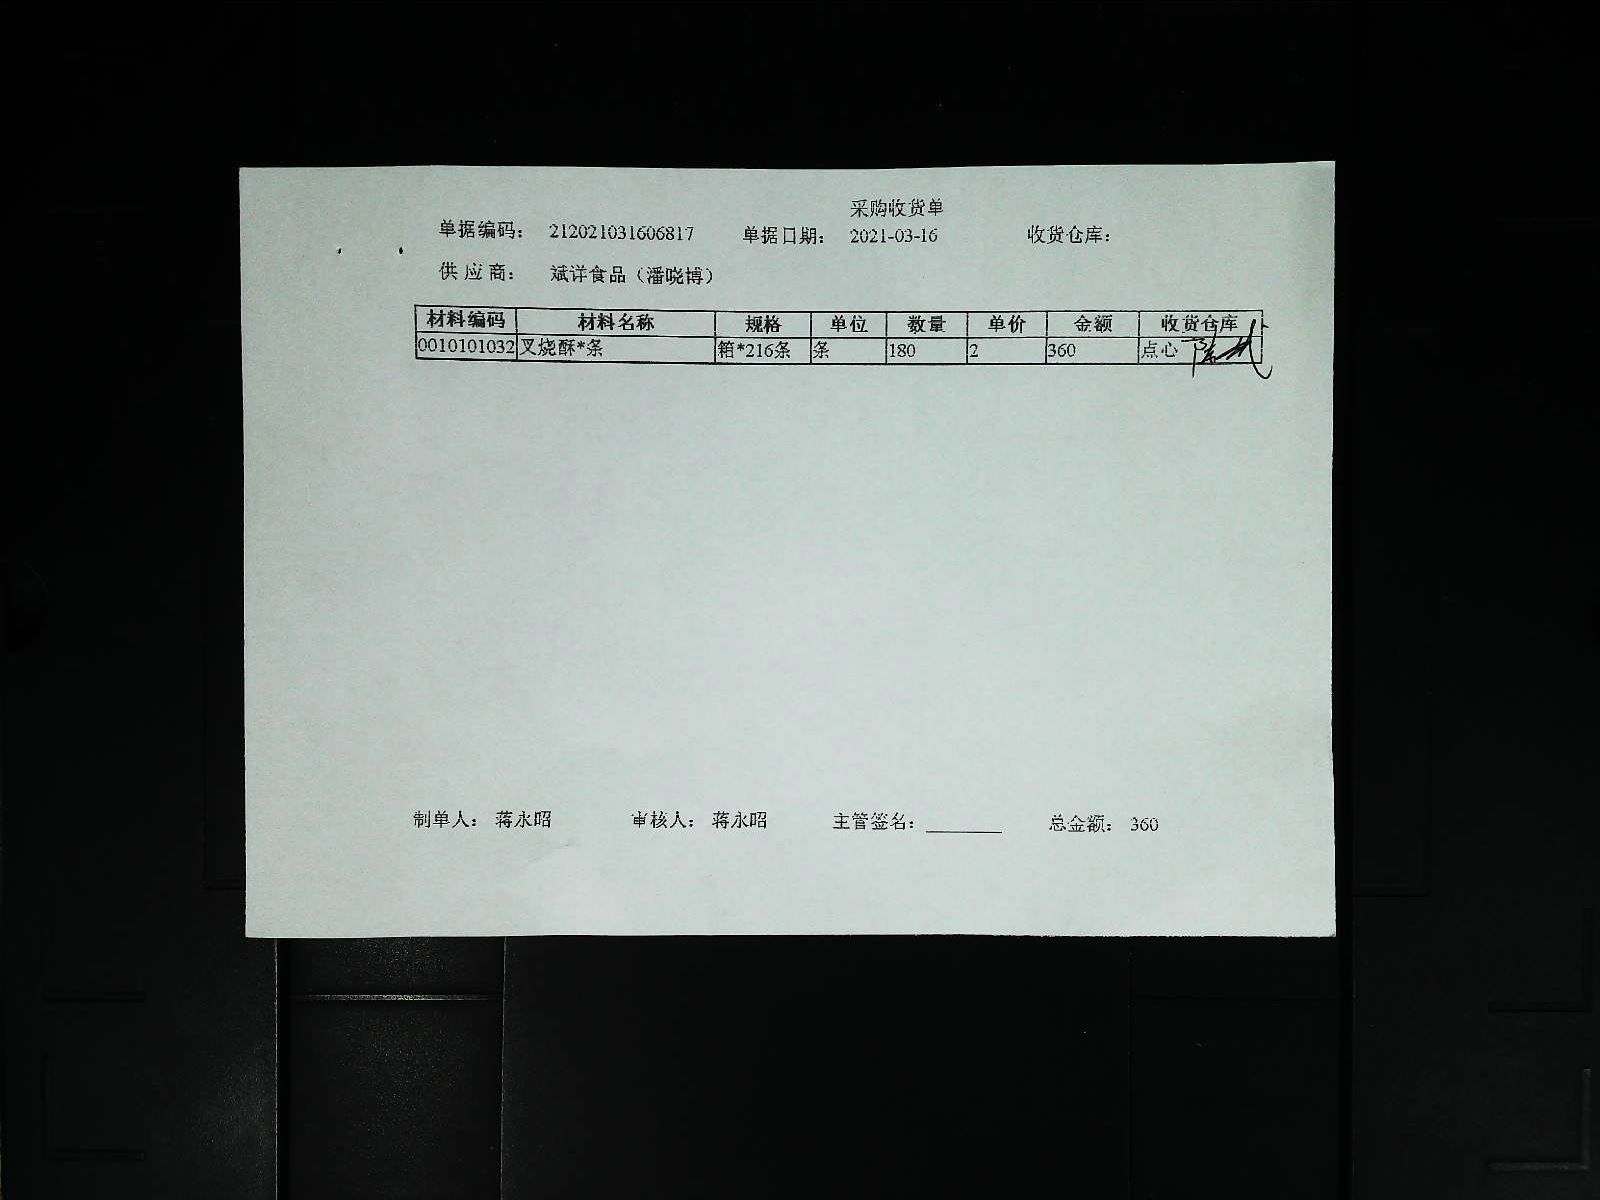 采购收货单
单据编码： 212021031606817 单据日期： 2021-03-16 收货仓库：
供 应 商： 斌详食品（潘晓博）
材料编码 材料名称 规格 单位 数量 单价 金额 收货仓库
0010101032 叉烧酥*条 箱*216条 条 180 2 360 点心
制单人： 蒋永昭 审核人： 蒋永昭 主管签名： 总金额： 360